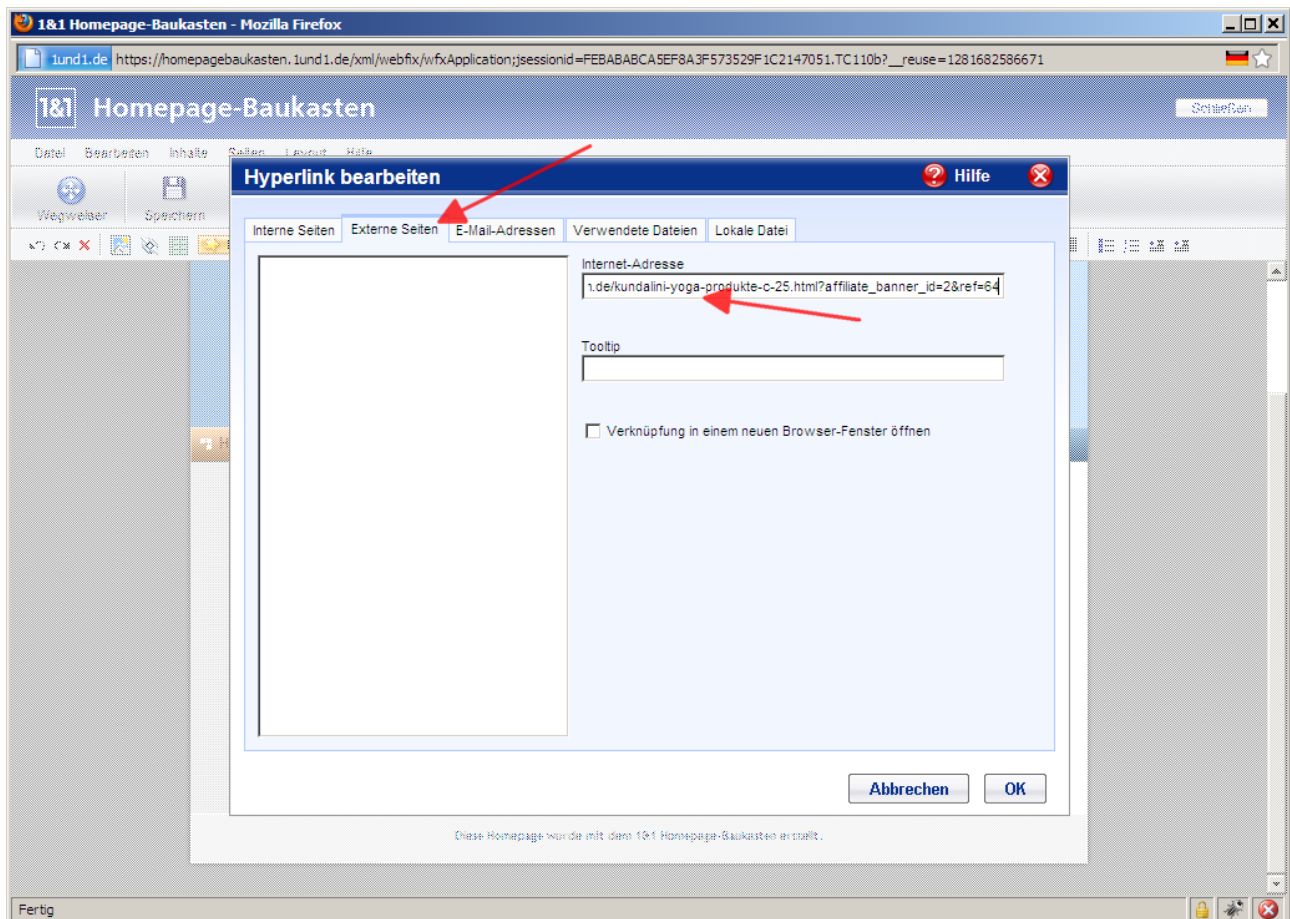 1&1 Homepage-Baukasten - Mozilla Firefox
1und1.de https://homepagebaukasten.1und1.de/xml/webfix/wfxApplication;jsessionid=FEBABABCA5EF8A3F573529F1C2147051.TC110b?__reuse=1281682586671
1&1 Homepage-Baukasten
Schließen
Datei Bearbeiten Inhalte Seiten Layout Hilfe
Hyperlink bearbeiten
Hilfe
Wegweiser Speichern
Interne Seiten Externe Seiten E-Mail-Adressen Verwendete Dateien Lokale Datei
Internet-Adresse
.de/kundalini-yoga-produkte-c-25.html?affiliate_banner_id=2&ref=64
Tooltip
Verknüpfung in einem neuen Browser-Fenster öffnen
H
Abbrechen OK
Diese Homepage wurde mit dem 1&1 Homepage-Baukasten erstellt.
Fertig